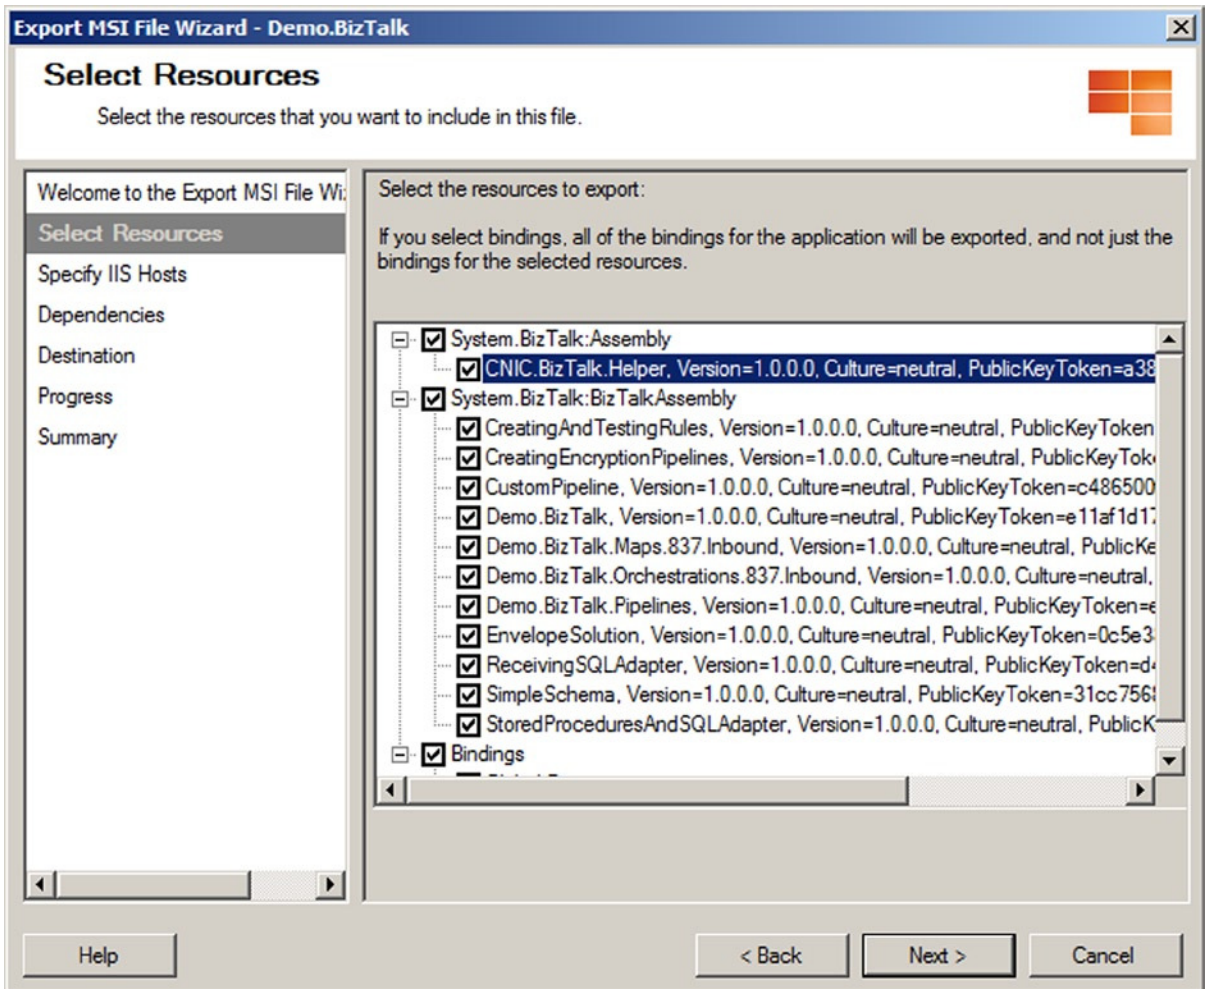 Export MSI File Wizard - Demo.BizTalk
Select Resources
Select the resources that you want to include in this file.
Welcome to the Export MSI File Wi
Select Resources
Specify IIS Hosts
Dependencies
Destination
Progress
Summary
Select the resources to export:
If you select bindings, all of the bindings for the application will be exported, and not just the
bindings for the selected resources.
System.BizTalk:Assembly
CNIC.BizTalk.Helper, Version=1.0.0.0, Culture=neutral, PublicKeyToken=a38
System.BizTalk:BizTalkAssembly
CreatingAndTestingRules, Version=1.0.0.0, Culture=neutral, PublicKeyToken
CreatingEncryptionPipelines, Version=1.0.0.0, Culture=neutral, PublicKeyTok
CustomPipeline, Version=1.0.0.0, Culture=neutral, PublicKeyToken=c486500
Demo.BizTalk, Version=1.0.0.0, Culture=neutral, PublicKeyToken=e11af1d17
Demo.BizTalk.Maps.837.Inbound, Version=1.0.0.0, Culture=neutral, PublicKe
Demo.BizTalk.Orchestrations.837.Inbound, Version=1.0.0.0, Culture=neutral,
Demo.BizTalk.Pipelines, Version=1.0.0.0, Culture=neutral, PublicKeyToken=e
EnvelopeSolution, Version=1.0.0.0, Culture=neutral, PublicKeyToken=0c5e3
ReceivingSQLAdapter, Version=1.0.0.0, Culture=neutral, PublicKeyToken=d
SimpleSchema, Version=1.0.0.0, Culture=neutral, PublicKeyToken=31cc756
StoredProceduresAndSQLAdapter, Version=1.0.0.0, Culture=neutral, PublicK
Bindings
Help
< Back
Next >
Cancel